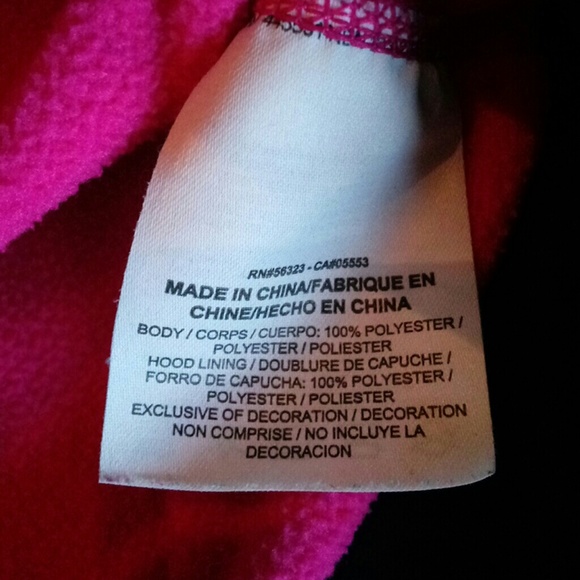 RN#56323 - CA#05553
MADE IN CHINA/FABRIQUE EN
CHINE/HECHO EN CHINA
BODY / CORPS / CUERPO: 100% POLYESTER /
POLYESTER / POLIESTER
HOOD LINING / DOUBLURE DE CAPUCHE /
FORRO DE CAPUCHA: 100% POLYESTER /
POLYESTER / POLIESTER
EXCLUSIVE OF DECORATION / DECORATION
NON COMPRISE / NO INCLUYE LA
DECORACION